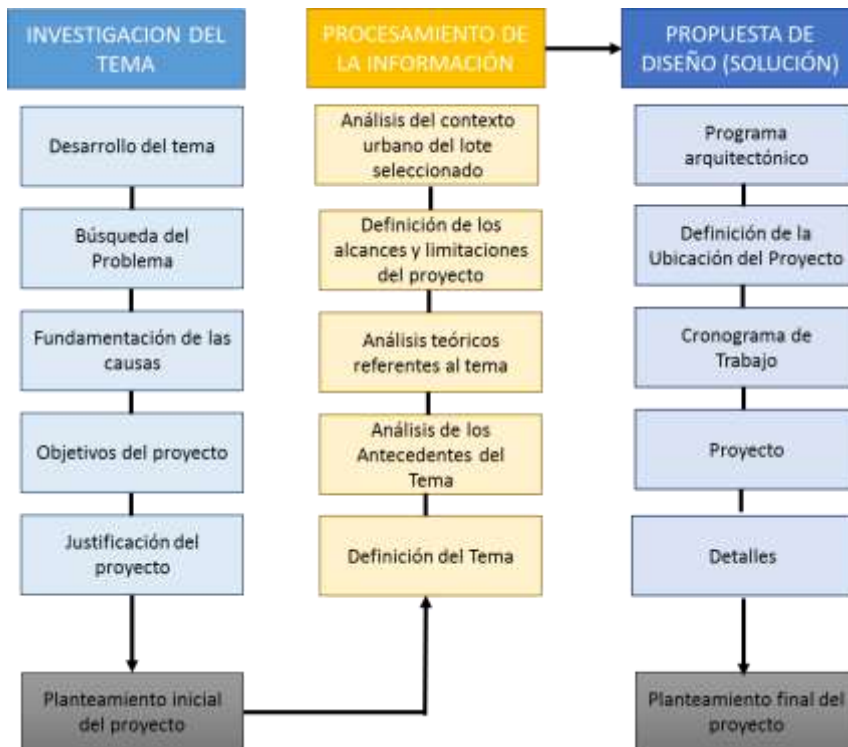 INVESTIGACION DEL
TEMA
Desarrollo del tema
Búsqueda del
Problema
Fundamentación de las
causas
Objetivos del proyecto
Justificación del
proyecto
Planteamiento inicial
del proyecto
PROCESAMIENTO DE
LA INFORMACIÓN
Análisis del contexto
urbano del lote
seleccionado
Definición de los
alcances y limitaciones
del proyecto
Análisis teóricos
referentes al tema
Análisis de los
Antecedentes del
Tema
Definición del Tema
PROPUESTA DE
DISEÑO (SOLUCIÓN)
Programa
arquitectónico
Definición de la
Ubicación del Proyecto
Cronograma de
Trabajo
Proyecto
Detalles
Planteamiento final del
proyecto